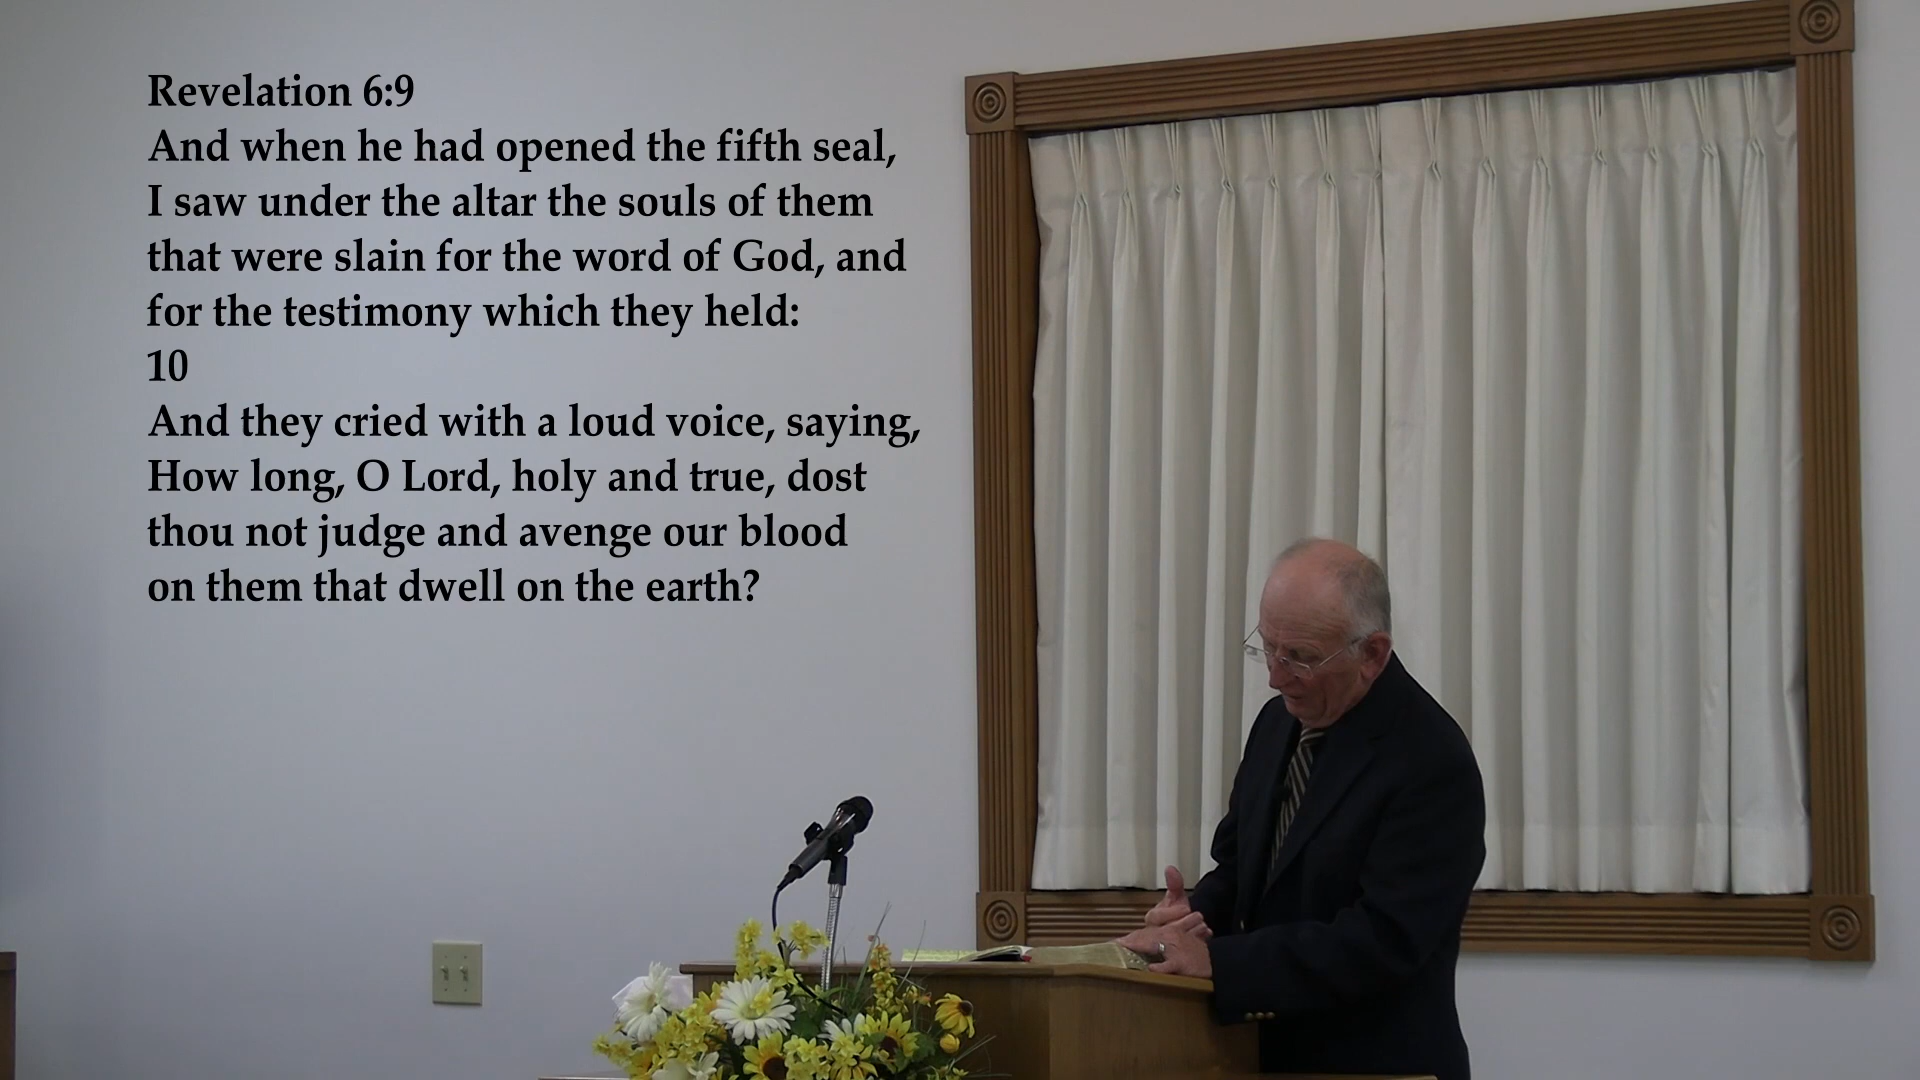 Revelation 6:9
And when he had opened the fifth seal,
I saw under the altar the souls of them
that were slain for the word of God, and
for the testimony which they held:
10
And they cried with a loud voice, saying,
How long, O Lord, holy and true, dost
thou not judge and avenge our blood
on them that dwell on the earth?